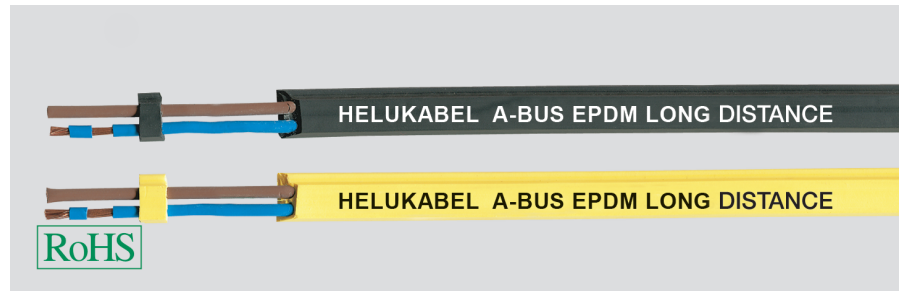 HELUKABEL A-BUS EPDM LONG DISTANCE
HELUKABEL A-BUS EPDM LONG DISTANCE
RoHS